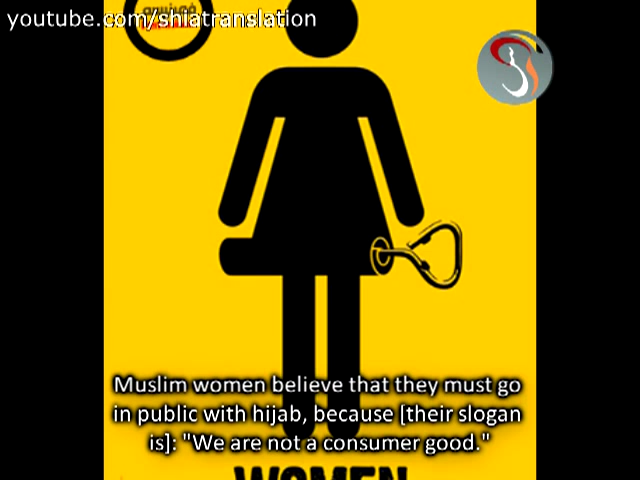 youtube.com/shiatranslation
Muslim women believe that they must go
in public with hijab, because [their slogan
is]: "We are not a consumer good."
WOMEN